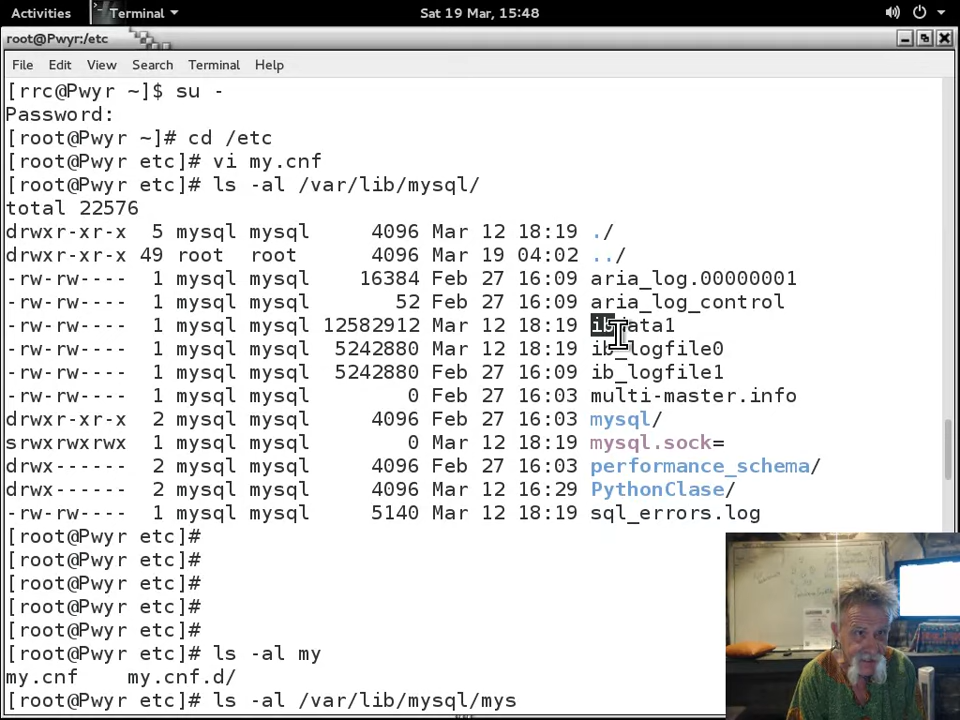 Activities Terminal Sat 19 Mar, 15:48
root@Pwyr:/etc
File Edit View Search Terminal Help
[rrc@Pwyr ~]$ su -
Password:
[root@Pwyr ~]# cd /etc
[root@Pwyr etc]# vi my.cnf
[root@Pwyr etc]# ls -al /var/lib/mysql/
total 22576
drwxr-xr-x 5 mysql mysql 4096 Mar 12 18:19 ./
drwxr-xr-x 49 root root 4096 Mar 19 04:02 ../
-rw-rw---- 1 mysql mysql 16384 Feb 27 16:09 aria_log.00000001
-rw-rw---- 1 mysql mysql 52 Feb 27 16:09 aria_log_control
-rw-rw---- 1 mysql mysql 12582912 Mar 12 18:19 ibdata1
-rw-rw---- 1 mysql mysql 5242880 Mar 12 18:19 ib_logfile0
-rw-rw---- 1 mysql mysql 5242880 Feb 27 16:09 ib_logfile1
-rw-rw---- 1 mysql mysql 0 Feb 27 16:03 multi-master.info
drwxr-xr-x 2 mysql mysql 4096 Feb 27 16:03 mysql/
srwxrwxrwx 1 mysql mysql 0 Mar 12 18:19 mysql.sock=
drwx------ 2 mysql mysql 4096 Feb 27 16:03 performance_schema/
drwx------ 2 mysql mysql 4096 Mar 12 16:29 PythonClase/
-rw-rw---- 1 mysql mysql 5140 Mar 12 18:19 sql_errors.log
[root@Pwyr etc]#
[root@Pwyr etc]#
[root@Pwyr etc]#
[root@Pwyr etc]#
[root@Pwyr etc]#
[root@Pwyr etc]# ls -al my
my.cnf my.cnf.d/
[root@Pwyr etc]# ls -al /var/lib/mysql/mys